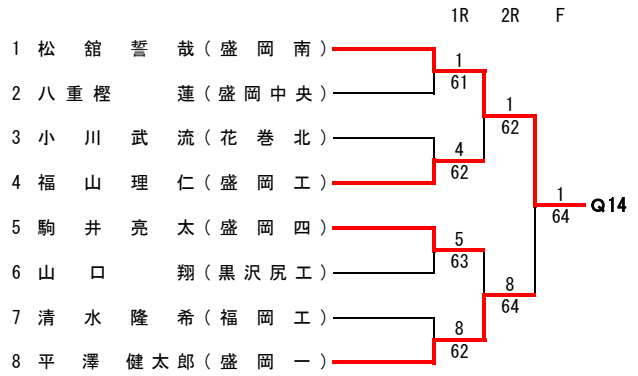 1R 2R F
1 松舘誓哉(盛岡南)
1
61
2 八重樫蓮(盛岡中央)
1
62
3 小川武流(花巻北)
4
62
4 福山理仁(盛岡工)
1
64
Q14
5 駒井亮太(盛岡四)
5
63
6 山口翔(黒沢尻工)
8
64
7 清水隆希(福岡工)
8
62
8 平澤健太郎(盛岡一)